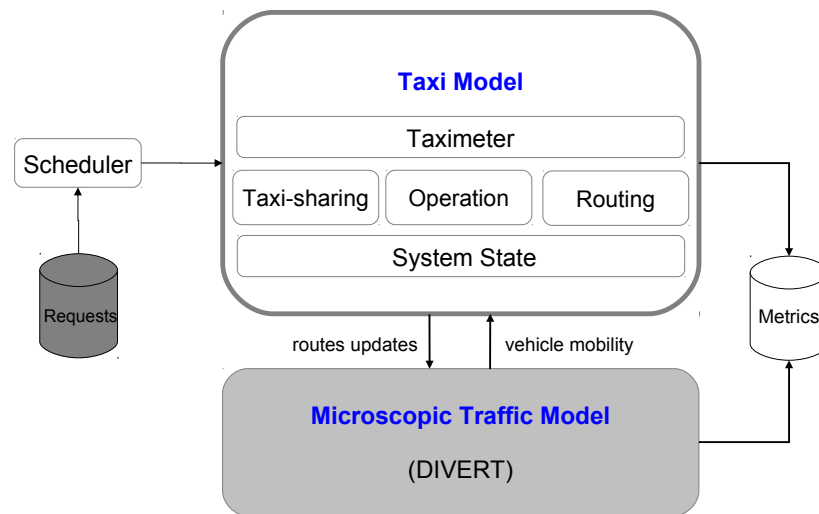 Taxi Model
Taximeter
Scheduler
Taxi-sharing
Operation
Routing
System State
Requests
Metrics
routes updates
vehicle mobility
Microscopic Traffic Model
(DIVERT)